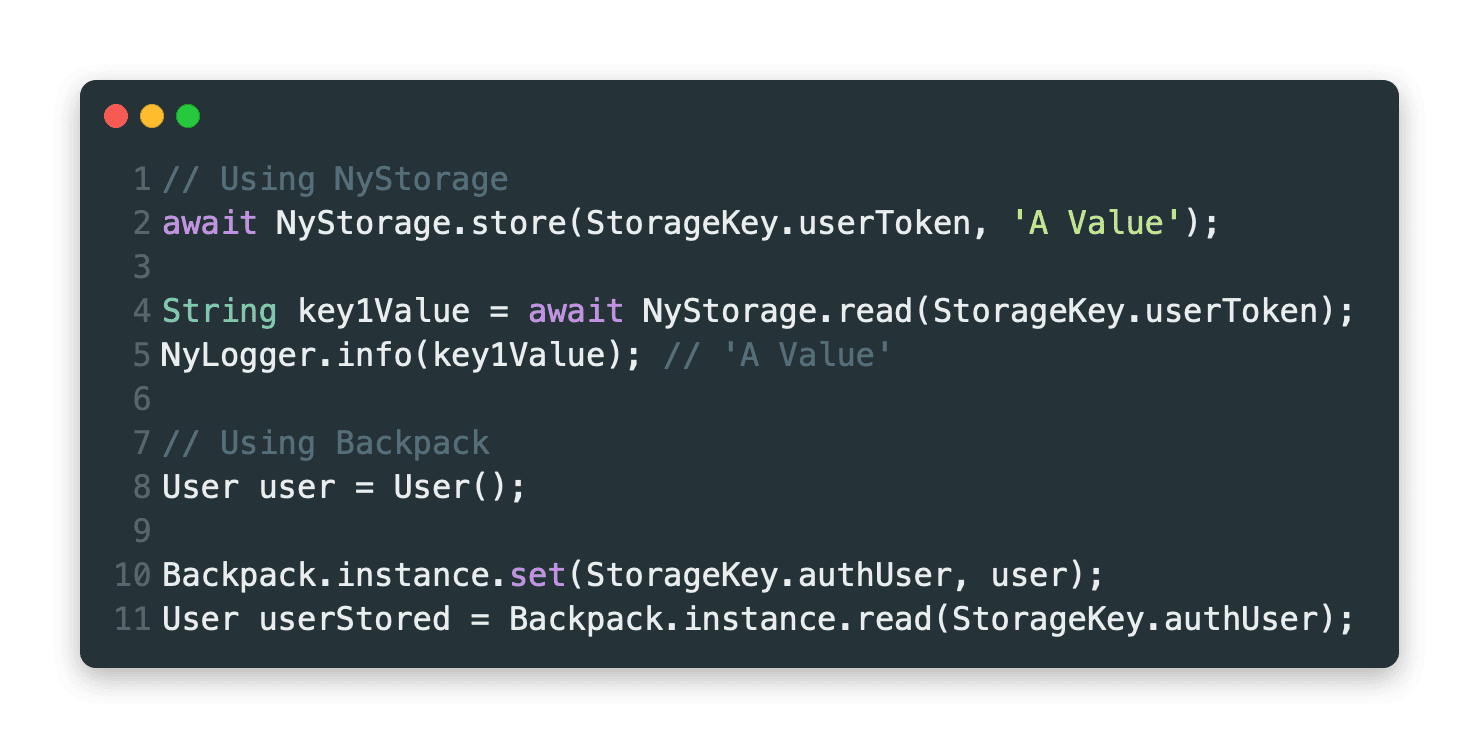 1 // Using NyStorage
2 await NyStorage.store(StorageKey.userToken, 'A Value');
3
4 String key1Value = await NyStorage.read(StorageKey.userToken);
5 NyLogger.info(key1Value); // 'A Value'
6
7 // Using Backpack
8 User user = User();
9
10 Backpack.instance.set(StorageKey.authUser, user);
11 User userStored = Backpack.instance.read(StorageKey.authUser);